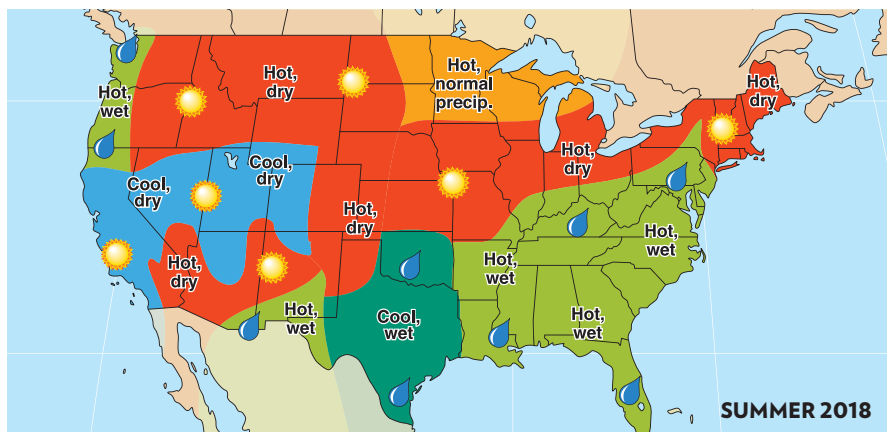 Hot,
wet
Hot,
dry
Hot,
normal
precip.
Hot,
dry
Cool,
dry
Cool,
dry
Hot,
dry
Hot,
dry
Hot,
dry
Hot,
wet
Hot,
wet
Hot,
wet
Cool,
wet
Hot,
wet
SUMMER 2018